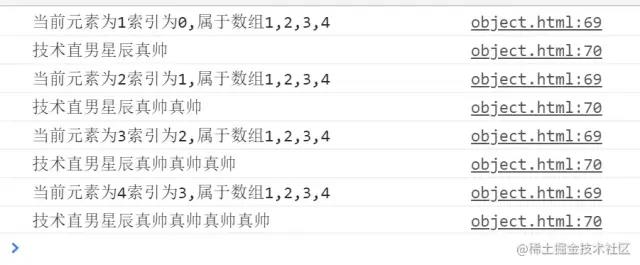 当前元素为1索引为0,属于数组1,2,3,4 object.html:69
技术直男星辰真帅 object.html:70
当前元素为2索引为1,属于数组1,2,3,4 object.html:69
技术直男星辰真帅真帅 object.html:70
当前元素为3索引为2,属于数组1,2,3,4 object.html:69
技术直男星辰真帅真帅真帅 object.html:70
当前元素为4索引为3,属于数组1,2,3,4 object.html:69
技术直男星辰真帅真帅真帅真帅 object.html:70
@稀土掘金技术社区